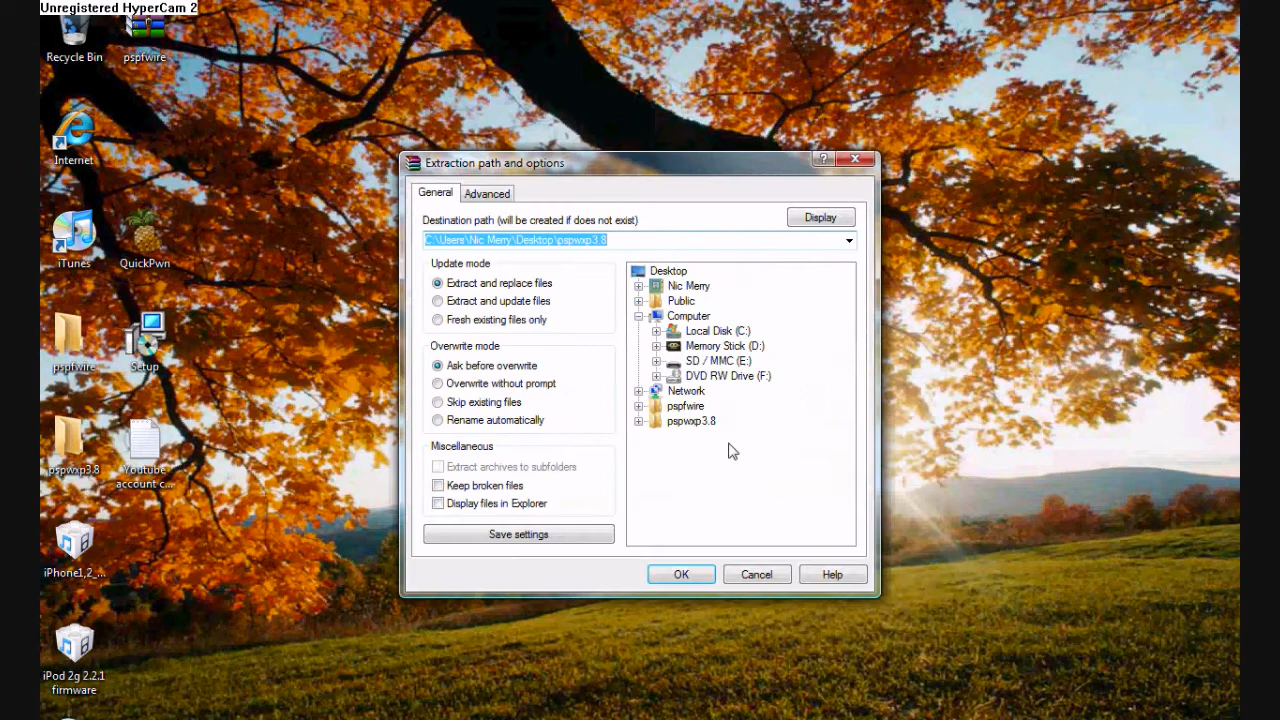 Unregistered HyperCam 2
Recycle Bin
pspfwire
Internet
iTunes
QuickPwn
pspfwire
Setup
pspwxp3.8
Youtube
account c...
iPhone1,2_...
iPod 2g 2.2.1
firmware
Extraction path and options
?
General
Advanced
Destination path (will be created if does not exist)
Display
C:\Users\Nic Merry\Desktop\pspwxp3.8
Update mode
Extract and replace files
Extract and update files
Fresh existing files only
Overwrite mode
Ask before overwrite
Overwrite without prompt
Skip existing files
Rename automatically
Miscellaneous
Extract archives to subfolders
Keep broken files
Display files in Explorer
Save settings
Desktop
Nic Merry
Public
Computer
Local Disk (C:)
Memory Stick (D:)
SD / MMC (E:)
DVD RW Drive (F:)
Network
pspfwire
pspwxp3.8
OK
Cancel
Help